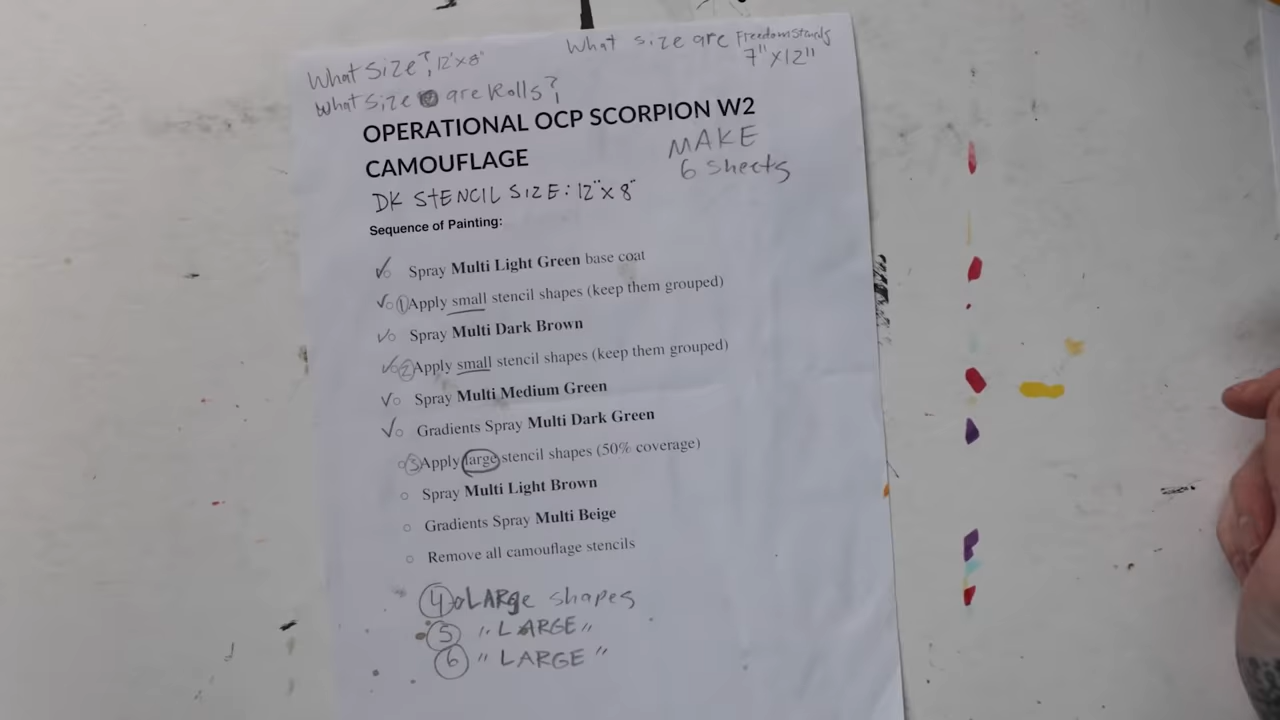 What size are Freedom Stencils
What Size? 12"x8"
7" x 12"
What size are Rolls?
OPERATIONAL OCP SCORPION W2
CAMOUFLAGE
MAKE
6 Sheets
DK STENCIL SIZE: 12"x 8"
Sequence of Painting:
✓○ Spray Multi Light Green base coat
✓○ ① Apply small stencil shapes (keep them grouped)
✓○ Spray Multi Dark Brown
✓○ ② Apply small stencil shapes (keep them grouped)
✓○ Spray Multi Medium Green
✓○ Gradients Spray Multi Dark Green
○ ③ Apply large stencil shapes (50% coverage)
○ Spray Multi Light Brown
○ Gradients Spray Multi Beige
○ Remove all camouflage stencils
④ ○ LARge shapes
⑤ " LARGE "
⑥ " LARGE "